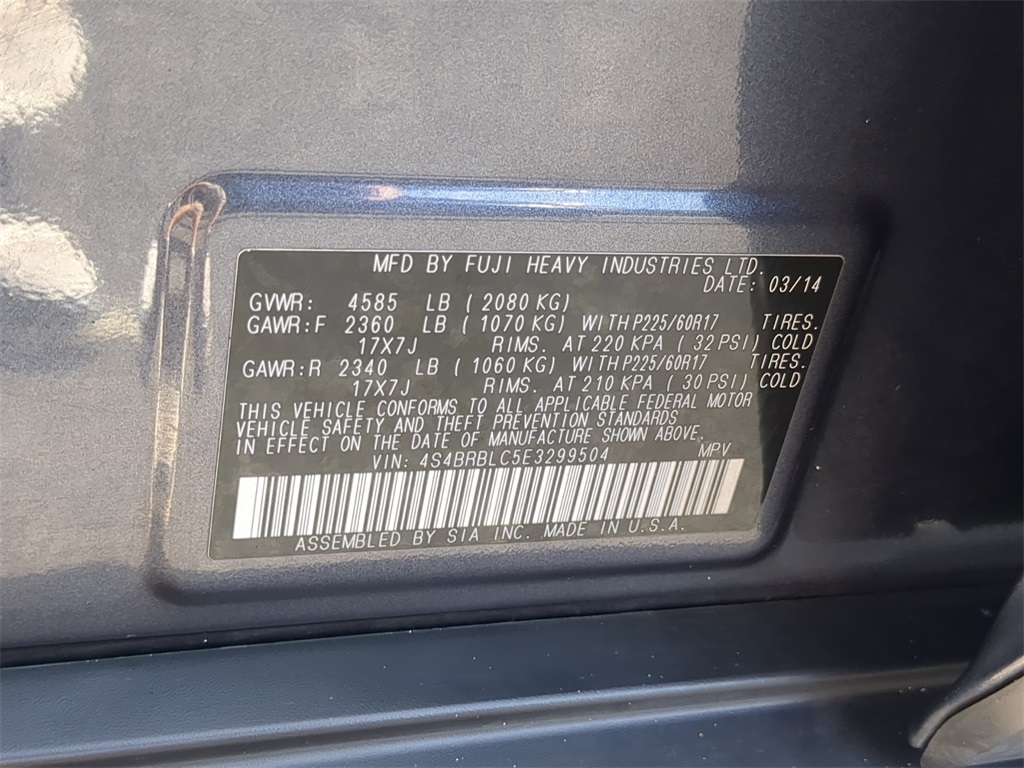 MFD BY FUJI HEAVY INDUSTRIES LTD.
DATE: 03/14
GVWR: 4585 LB ( 2080 KG)
GAWR: F 2360 LB ( 1070 KG) WITH P225/60R17 TIRES.
17X7J RIMS. AT 220 KPA ( 32 PSI) COLD
GAWR: R 2340 LB ( 1060 KG) WITH P225/60R17 TIRES.
17X7J RIMS. AT 210 KPA ( 30 PSI) COLD
THIS VEHICLE CONFORMS TO ALL APPLICABLE FEDERAL MOTOR
VEHICLE SAFETY AND THEFT PREVENTION STANDARDS
IN EFFECT ON THE DATE OF MANUFACTURE SHOWN ABOVE.
VIN: 4S4BRBLC5E3299504 MPV
ASSEMBLED BY SIA INC. MADE IN U.S.A.